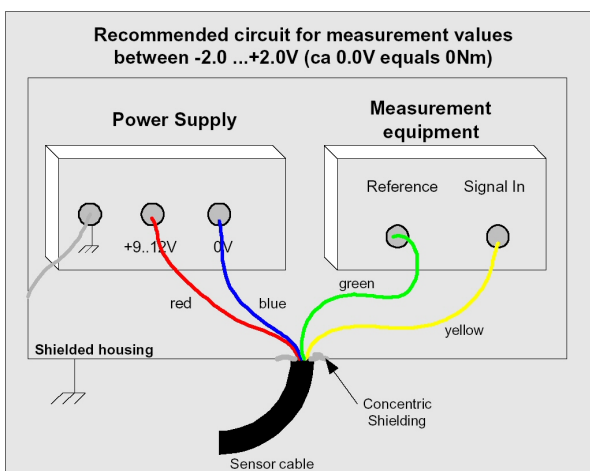 Recommended circuit for measurement values
between -2.0 ...+2.0V (ca 0.0V equals 0Nm)
Power Supply
Measurement
equipment
Reference
Signal In
+9..12V
0V
green
red
blue
yellow
Shielded housing
Concentric
Shielding
Sensor cable